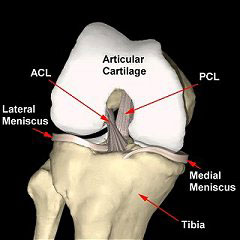 Articular
Cartilage
ACL
PCL
Lateral
Meniscus
Medial
Meniscus
Tibia